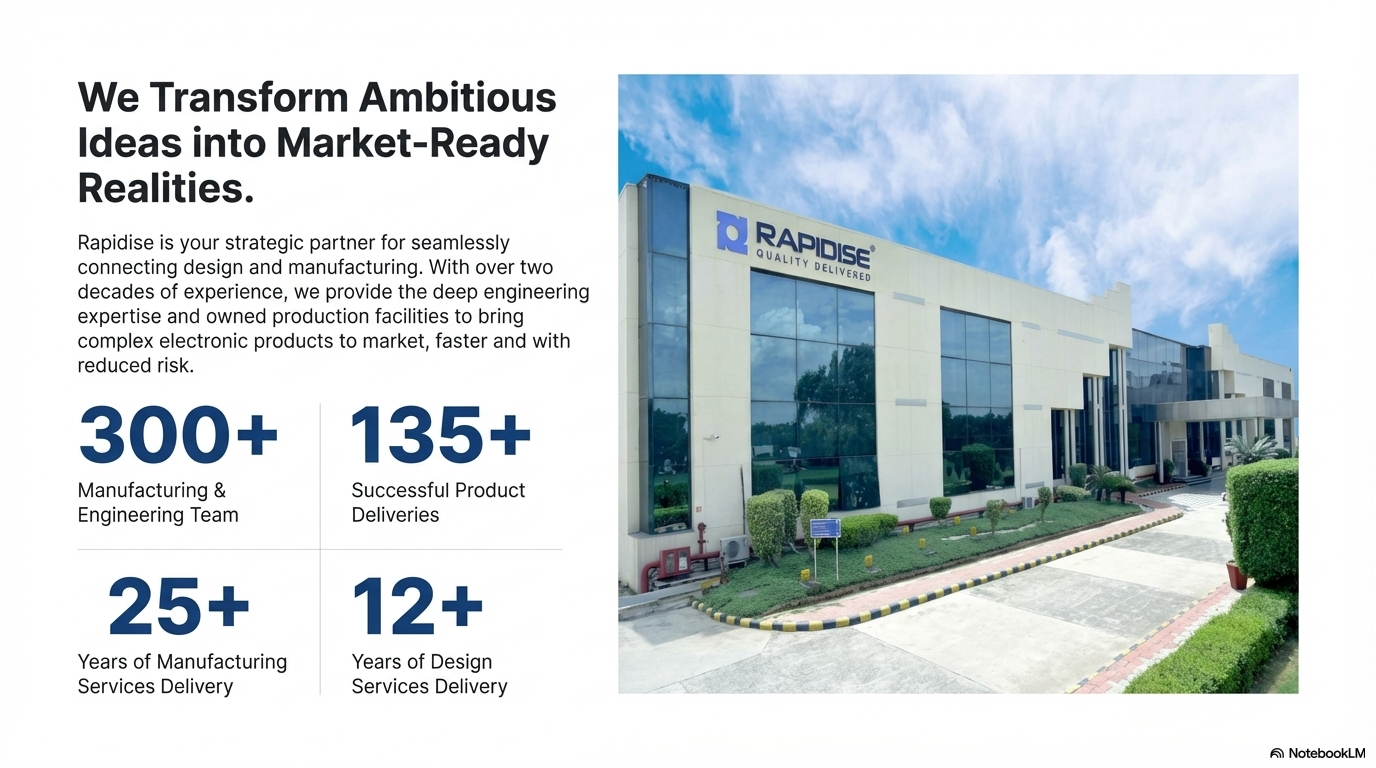 We Transform Ambitious
Ideas into Market-Ready
Realities.
Rapidise is your strategic partner for seamlessly
connecting design and manufacturing. With over two
decades of experience, we provide the deep engineering
expertise and owned production facilities to bring
complex electronic products to market, faster and with
reduced risk.
300+
Manufacturing &
Engineering Team
135+
Successful Product
Deliveries
25+
Years of Manufacturing
Services Delivery
12+
Years of Design
Services Delivery
RAPIDISE®
QUALITY DELIVERED
NotebookLM